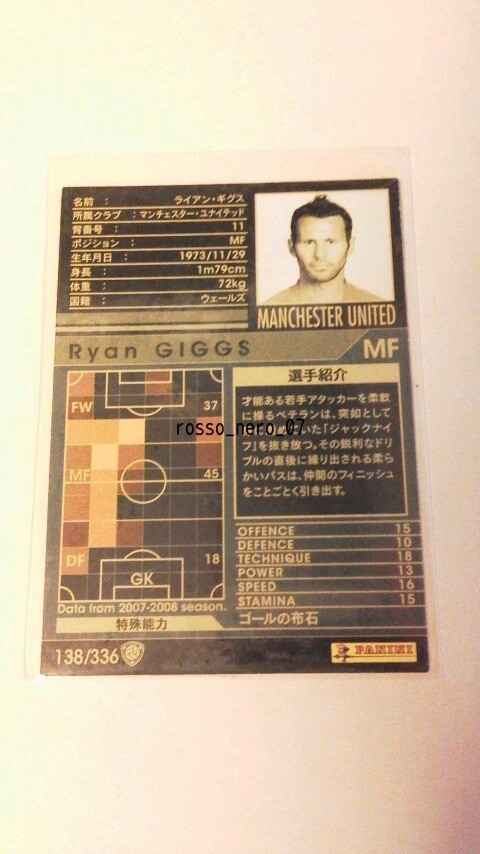 名前 : ライアン・ギグス
所属クラブ : マンチェスター・ユナイテッド
背番号 : 11
ポジション : MF
生年月日 : 1973/11/29
身長 : 1m79cm
体重 : 72kg
国籍 : ウェールズ
MANCHESTER UNITED
Ryan GIGGS
MF
FW 37
MF 45
DF 18
GK
Data from 2007-2008 season.
選手紹介
才能ある若手アタッカーを柔軟
に操るベテランは、突如として
いた「ジャックナイ
フ」を抜き放つ。その鋭利なドリ
ブルの直後に繰り出される柔ら
かいパスは、仲間のフィニッシュ
をことごとく引き出す。
rosso_nero_07
OFFENCE 15
DEFENCE 10
TECHNIQUE 18
POWER 13
SPEED 16
STAMINA 15
特殊能力
ゴールの布石
138/336
PANINI